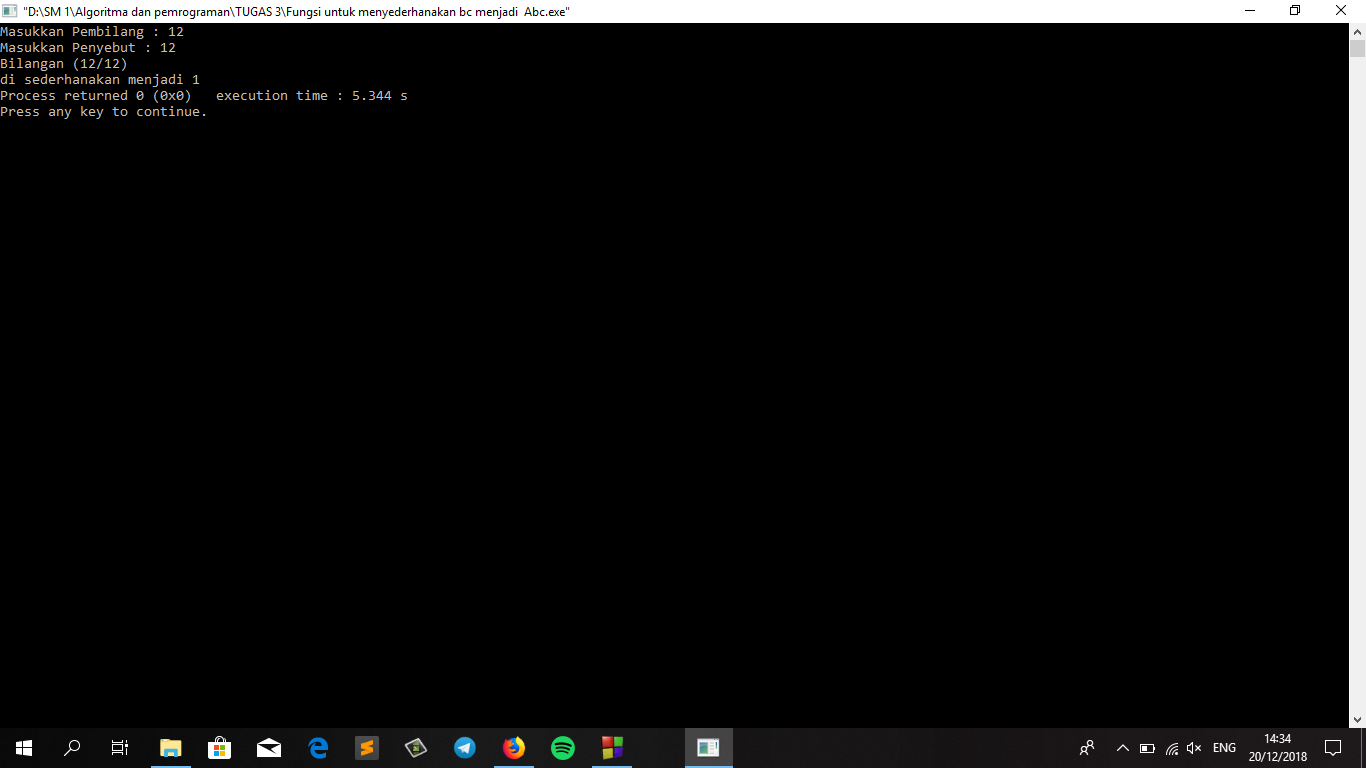 "D:\SM 1\Algoritma dan pemrograman\TUGAS 3\Fungsi untuk menyederhanakan bc menjadi  Abc.exe"
Masukkan Pembilang : 12
Masukkan Penyebut : 12
Bilangan (12/12)
di sederhanakan menjadi 1
Process returned 0 (0x0)   execution time : 5.344 s
Press any key to continue.
ENG
14:34
20/12/2018